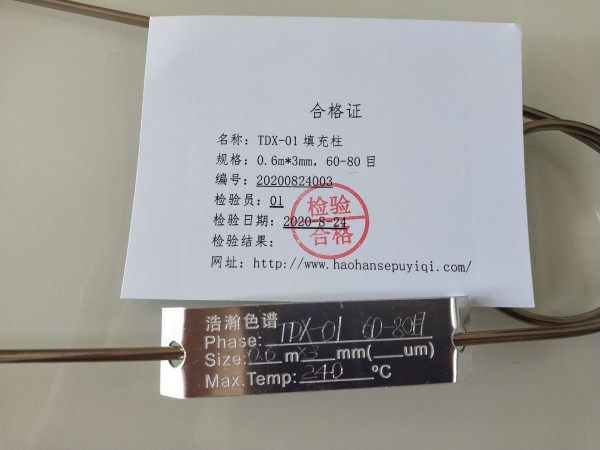 合格证
名称：TDX-01 填充柱
规格：0.6m*3mm，60-80 目
编号：20200824003
检验员：01
检验日期：2020-8-24
检验结果：
检验
合格
网址：http://www.haohansepuyiqi.com/
浩瀚色谱
Phase: TDX-01 60-80目
Size: 0.6 m x3 mm( um)
Max.Temp: 240 °C